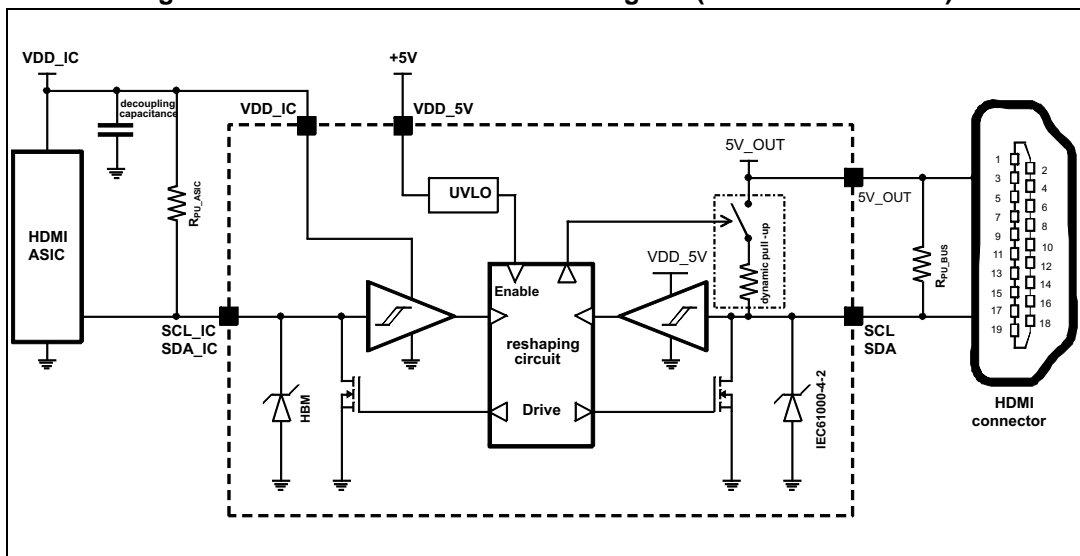 VDD_IC
+5V
decoupling
capacitance
VDD_IC
VDD_5V
5V_OUT
UVLO
5V_OUT
RPU_ASIC
HDMI
ASIC
VDD_5V
dynamic pull -up
RPU_BUS
Enable
SCL_IC
SDA_IC
reshaping
circuit
SCL
SDA
Drive
HBM
IEC61000-4-2
1
2
3
4
5
6
7
8
9
10
11
12
13
14
15
16
17
18
19
HDMI
connector